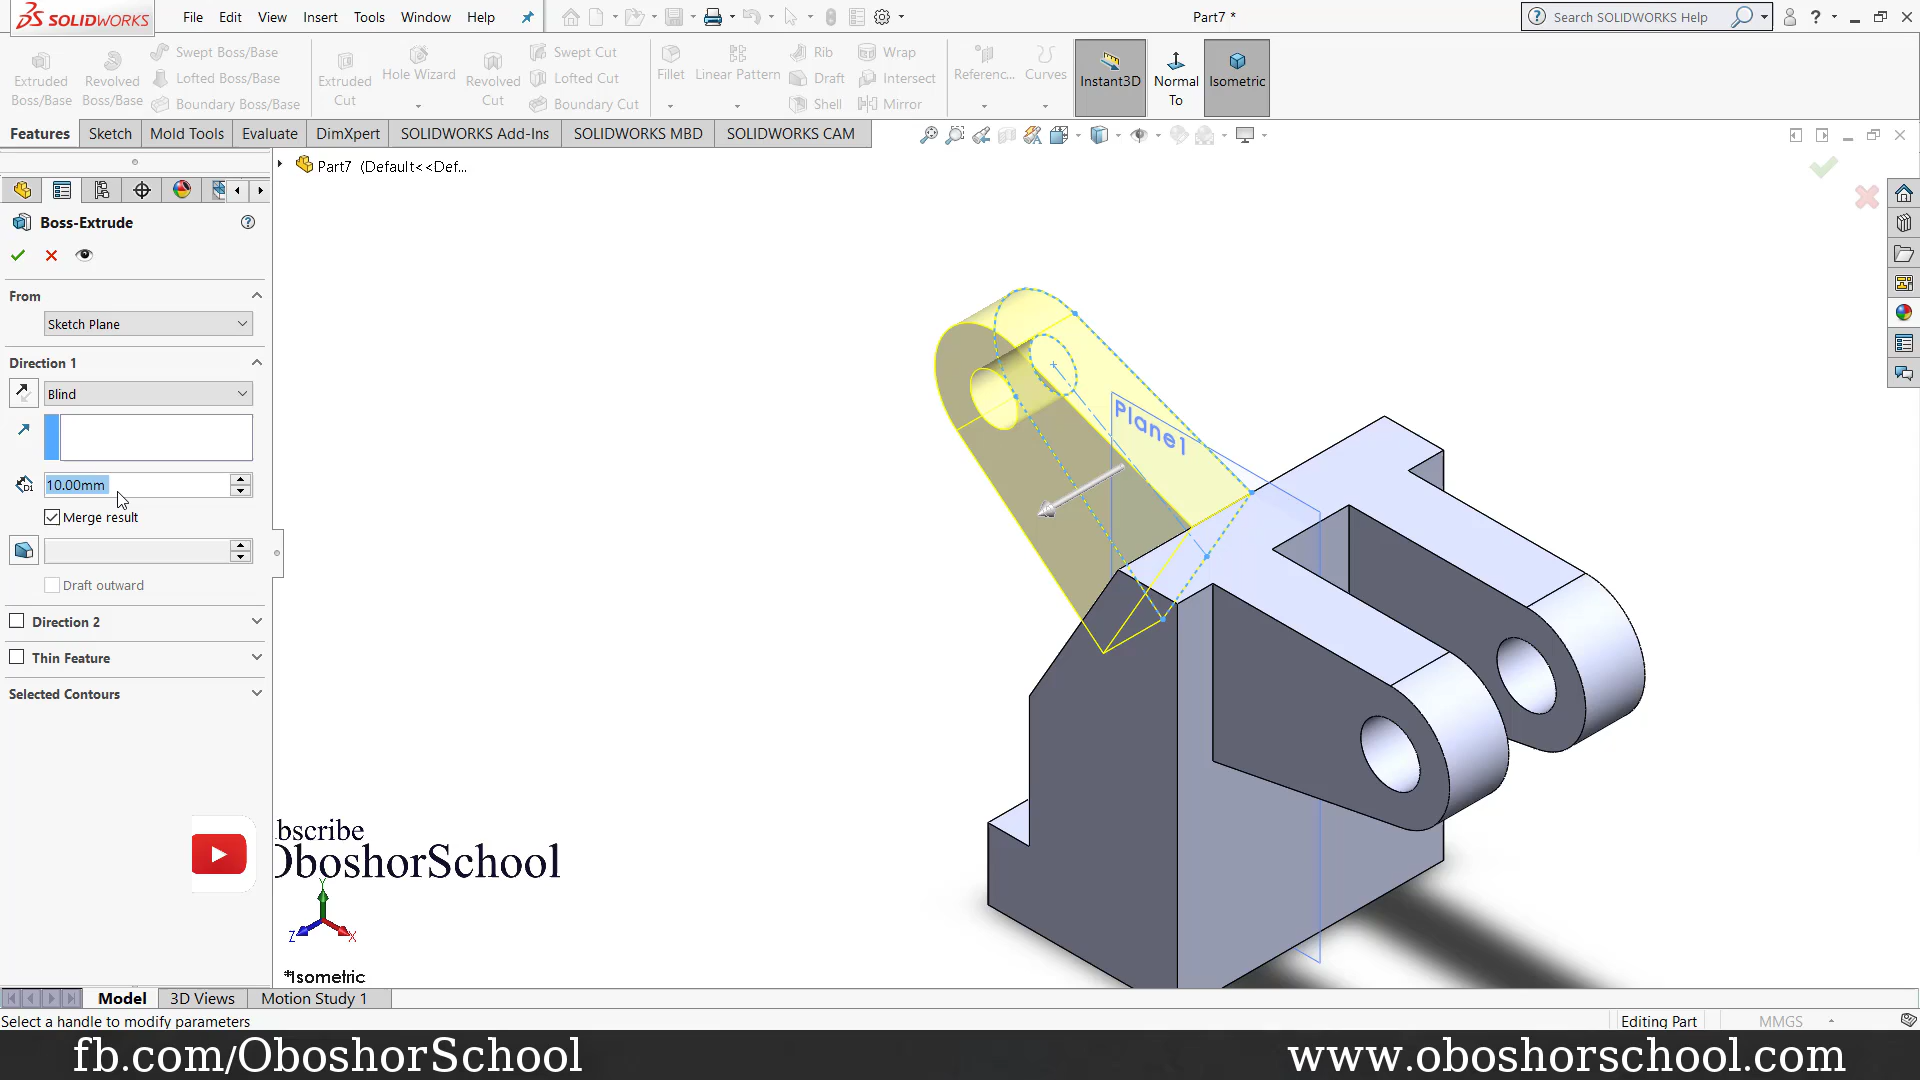 SOLIDWORKS
File Edit View Insert Tools Window Help
Part7 *
Search SOLIDWORKS Help
Extruded Boss/Base
Revolved Boss/Base
Swept Boss/Base
Lofted Boss/Base
Boundary Boss/Base
Extruded Cut
Hole Wizard
Revolved Cut
Swept Cut
Lofted Cut
Boundary Cut
Fillet
Linear Pattern
Rib
Draft
Shell
Wrap
Intersect
Mirror
Referenc...
Curves
Instant3D
Normal To
Isometric
Features Sketch Mold Tools Evaluate DimXpert SOLIDWORKS Add-Ins SOLIDWORKS MBD SOLIDWORKS CAM
Part7 (Default<<Def...
Boss-Extrude
From
Sketch Plane
Direction 1
Blind
D1
10.00mm
Merge result
Draft outward
Direction 2
Thin Feature
Selected Contours
Plane1
bscribe
OboshorSchool
Y
Z
X
*Isometric
Model 3D Views Motion Study 1
Select a handle to modify parameters
Editing Part
MMGS
fb.com/OboshorSchool
www.oboshorschool.com